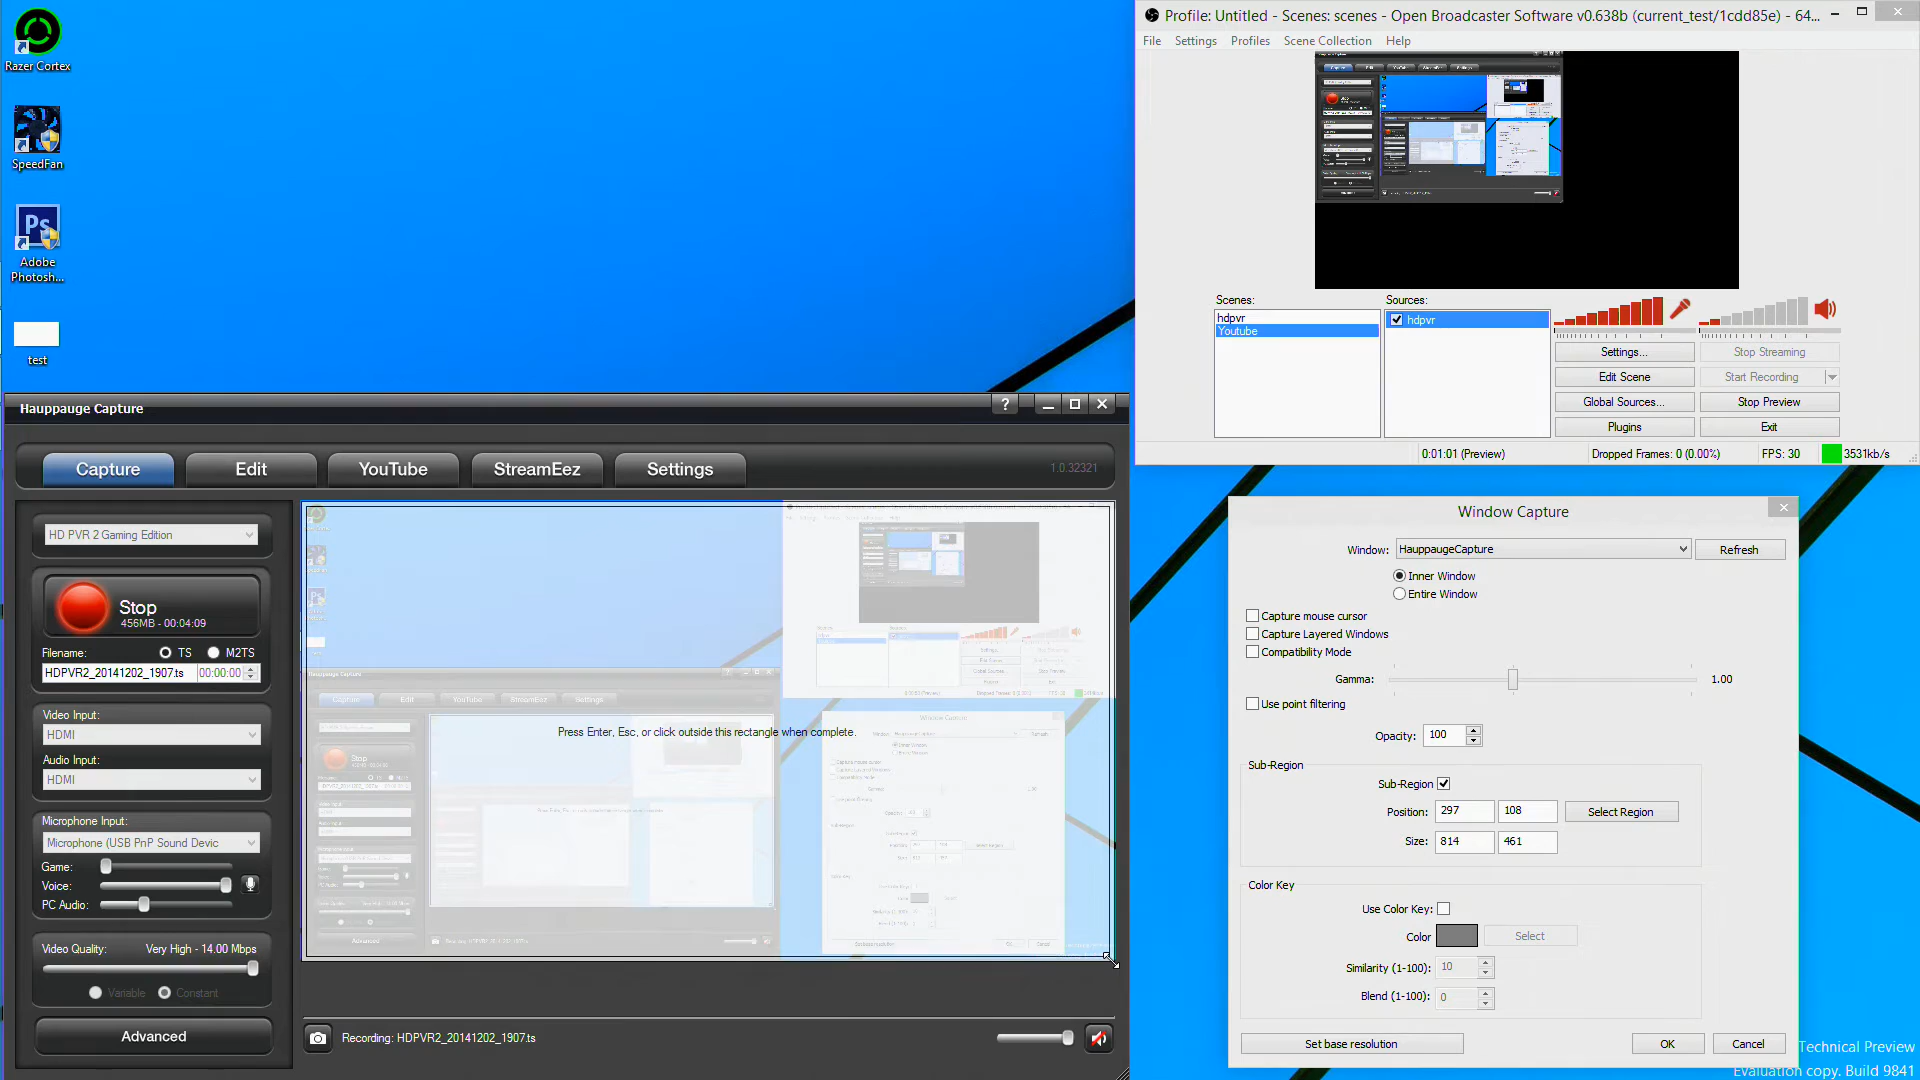 Razer Cortex
SpeedFan
Ps
Adobe
Photosh...
test
Profile: Untitled - Scenes: scenes - Open Broadcaster Software v0.638b (current_test/1cdd85e) - 64...
File Settings Profiles Scene Collection Help
Scenes:
hdpvr
Youtube
Sources:
hdpvr
Settings...
Stop Streaming
Edit Scene
Start Recording
Global Sources...
Stop Preview
Plugins
Exit
0:01:01 (Preview)
Dropped Frames: 0 (0.00%)
FPS: 30
3531kb/s
Hauppauge Capture
?
Capture
Edit
YouTube
StreamEez
Settings
1.0.32321
HD PVR 2 Gaming Edition
Stop
456MB - 00:04:09
Filename:
TS
M2TS
HDPVR2_20141202_1907.ts
00:00:00
Video Input:
HDMI
Audio Input:
HDMI
Microphone Input:
Microphone (USB PnP Sound Devic
Game:
Voice:
PC Audio:
Video Quality:
Very High - 14.00 Mbps
Variable
Constant
Advanced
Press Enter, Esc, or click outside this rectangle when complete.
Recording: HDPVR2_20141202_1907.ts
Window Capture
Window:
HauppaugeCapture
Refresh
Inner Window
Entire Window
Capture mouse cursor
Capture Layered Windows
Compatibility Mode
Gamma:
1.00
Use point filtering
Opacity:
100
Sub-Region
Sub-Region
Position:
297
108
Select Region
Size:
814
461
Color Key
Use Color Key:
Color
Select
Similarity (1-100):
10
Blend (1-100):
0
Set base resolution
OK
Cancel
Technical Preview
Evaluation copy. Build 9841